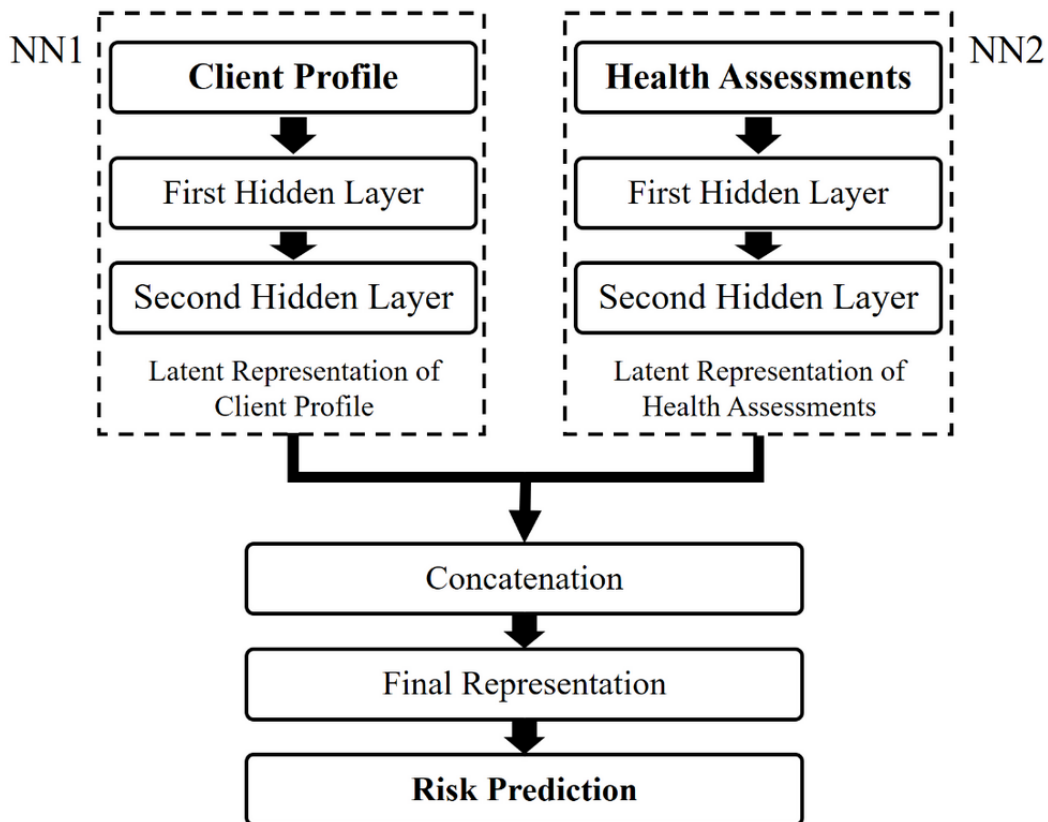 NN1
Client Profile
First Hidden Layer
Second Hidden Layer
Latent Representation of
Client Profile
NN2
Health Assessments
First Hidden Layer
Second Hidden Layer
Latent Representation of
Health Assessments
Concatenation
Final Representation
Risk Prediction